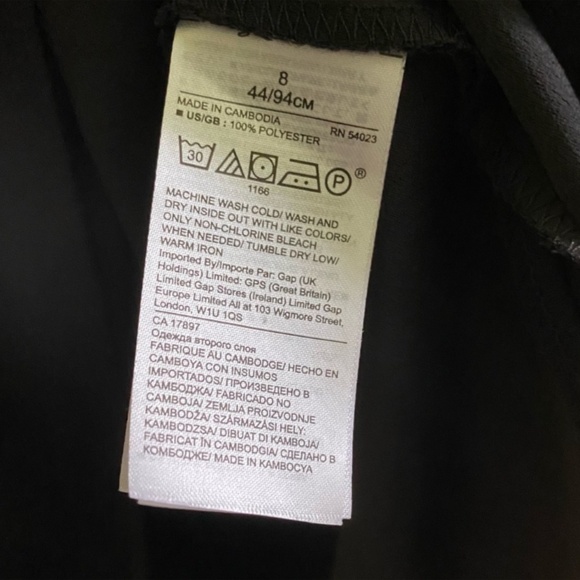 8
44/94CM
MADE IN CAMBODIA RN 54023
■ US/GB : 100% POLYESTER
30 P ®
1166
MACHINE WASH COLD/ WASH AND
DRY INSIDE OUT WITH LIKE COLORS/
ONLY NON-CHLORINE BLEACH
WHEN NEEDED/ TUMBLE DRY LOW/
WARM IRON
Imported By/Importe Par: Gap (UK
Holdings) Limited: GPS (Great Britain)
Limited Gap Stores (Ireland) Limited Gap
Europe Limited All at 103 Wigmore Street,
London, W1U 1QS
CA 17897
Одежда второго слоя
FABRIQUE AU CAMBODGE/ HECHO EN
CAMBOYA CON INSUMOS
IMPORTADOS/ ПРОИЗВЕДЕНО В
КАМБОДЖА/ FABRICADO NO
CAMBOJA/ ZEMLJA PROIZVODNJE
KAMBODŽA/ SZÁRMAZÁSI HELY:
KAMBODZSA/ DIBUAT DI KAMBOJA/
FABRICAT ÎN CAMBODGIA/ СДЕЛАНО В
КОМБОДЖЕ/ MADE IN KAMBOCYA